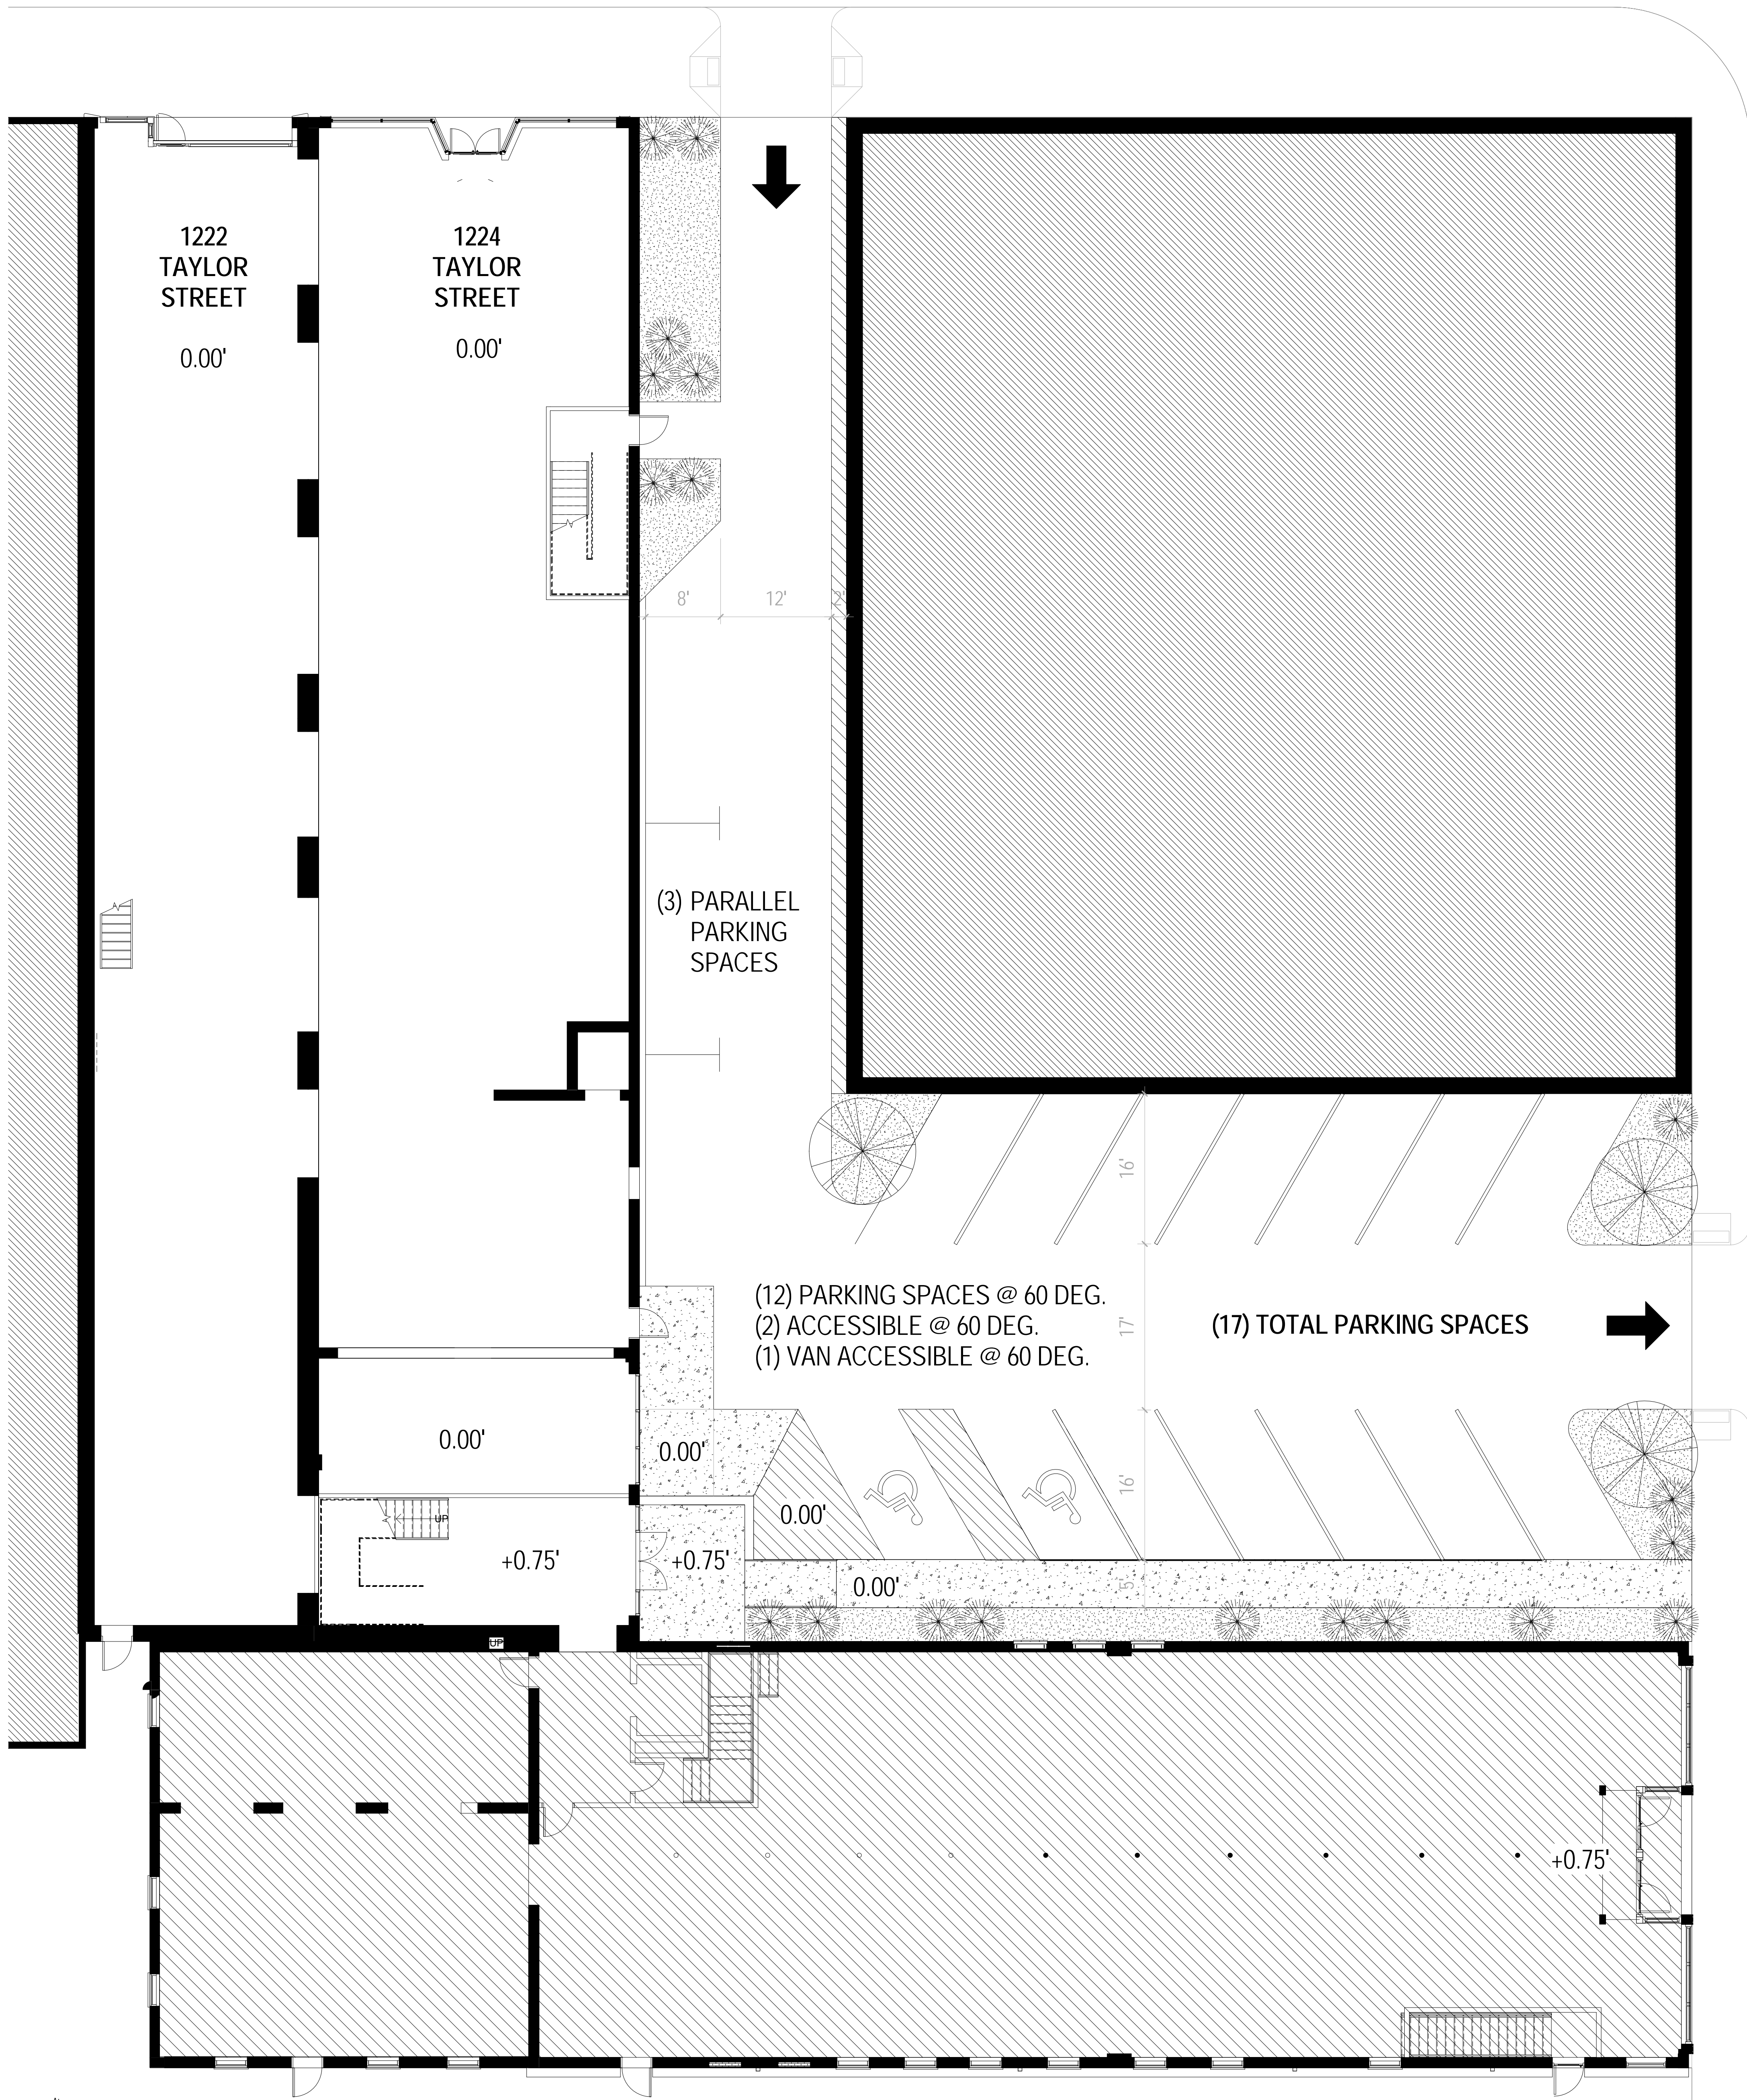 1222
TAYLOR
STREET
0.00'
1224
TAYLOR
STREET
0.00'
8'
12'
2'
(3) PARALLEL
PARKING
SPACES
16'
(12) PARKING SPACES @ 60 DEG.
(2) ACCESSIBLE @ 60 DEG.
(1) VAN ACCESSIBLE @ 60 DEG.
17'
(17) TOTAL PARKING SPACES
0.00'
0.00'
16'
0.00'
UP
+0.75'
+0.75'
0.00'
5'
UP
+0.75'